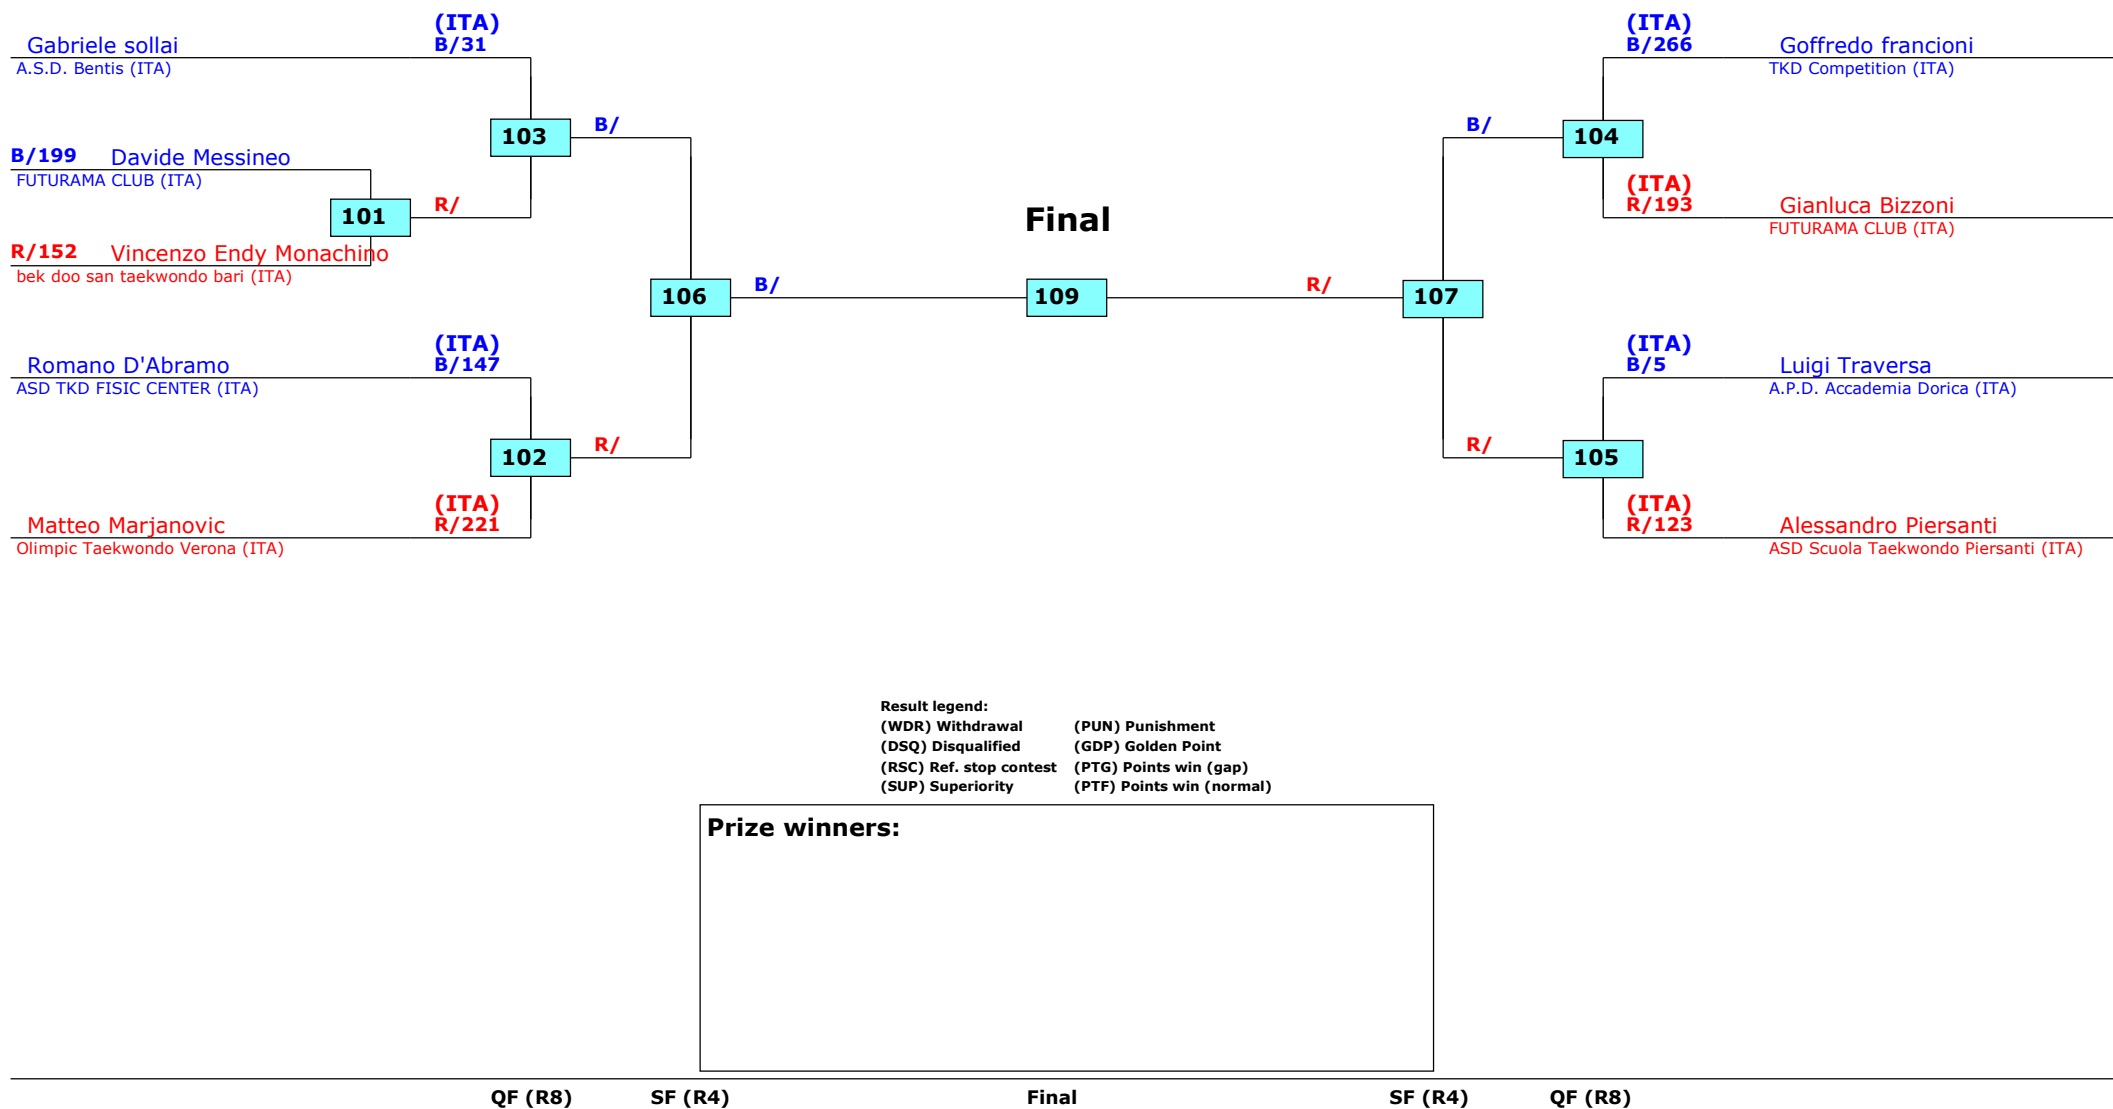 (ITA)
Gabriele sollai B/31
A.S.D. Bentis (ITA)
103 B/
B/199 Davide Messineo
FUTURAMA CLUB (ITA)
101 R/
R/152 Vincenzo Endy Monachino
bek doo san taekwondo bari (ITA)
106 B/
(ITA)
Romano D'Abramo B/147
ASD TKD FISIC CENTER (ITA)
102 R/
(ITA)
Matteo Marjanovic R/221
Olimpic Taekwondo Verona (ITA)
Final
109
(ITA)
B/266 Goffredo francioni
TKD Competition (ITA)
B/ 104
(ITA)
R/193 Gianluca Bizzoni
FUTURAMA CLUB (ITA)
R/ 107
(ITA)
B/5 Luigi Traversa
A.P.D. Accademia Dorica (ITA)
R/ 105
(ITA)
R/123 Alessandro Piersanti
ASD Scuola Taekwondo Piersanti (ITA)
Result legend:
(WDR) Withdrawal (PUN) Punishment
(DSQ) Disqualified (GDP) Golden Point
(RSC) Ref. stop contest (PTG) Points win (gap)
(SUP) Superiority (PTF) Points win (normal)
Prize winners:
QF (R8) SF (R4) Final SF (R4) QF (R8)